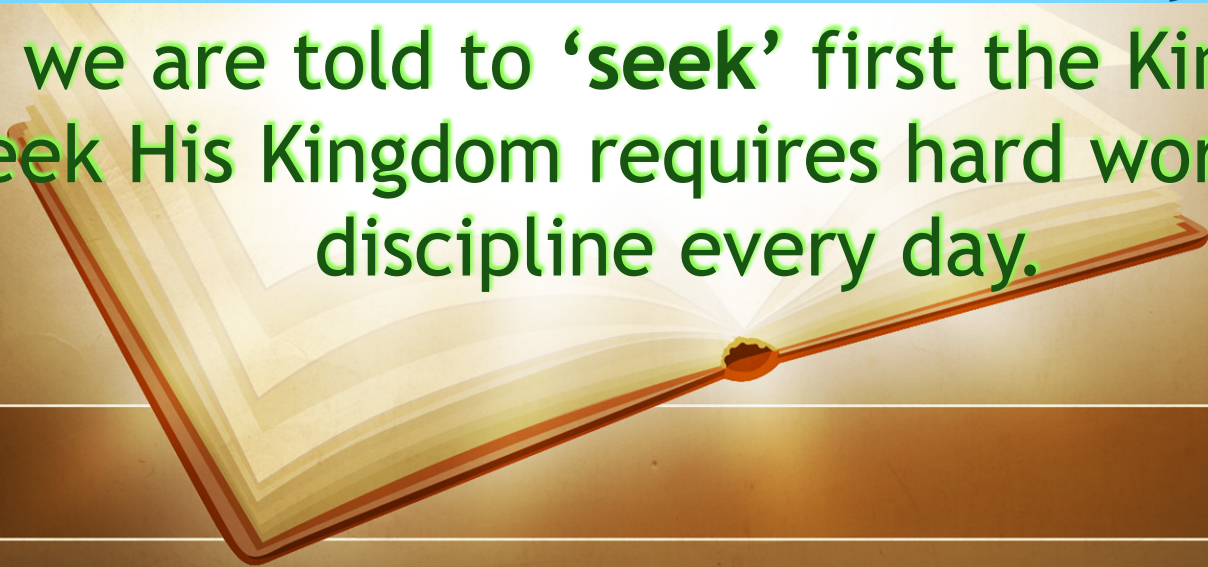 we are told to ‘seek’ first the
His Kingdom requires hard
discipline every day.